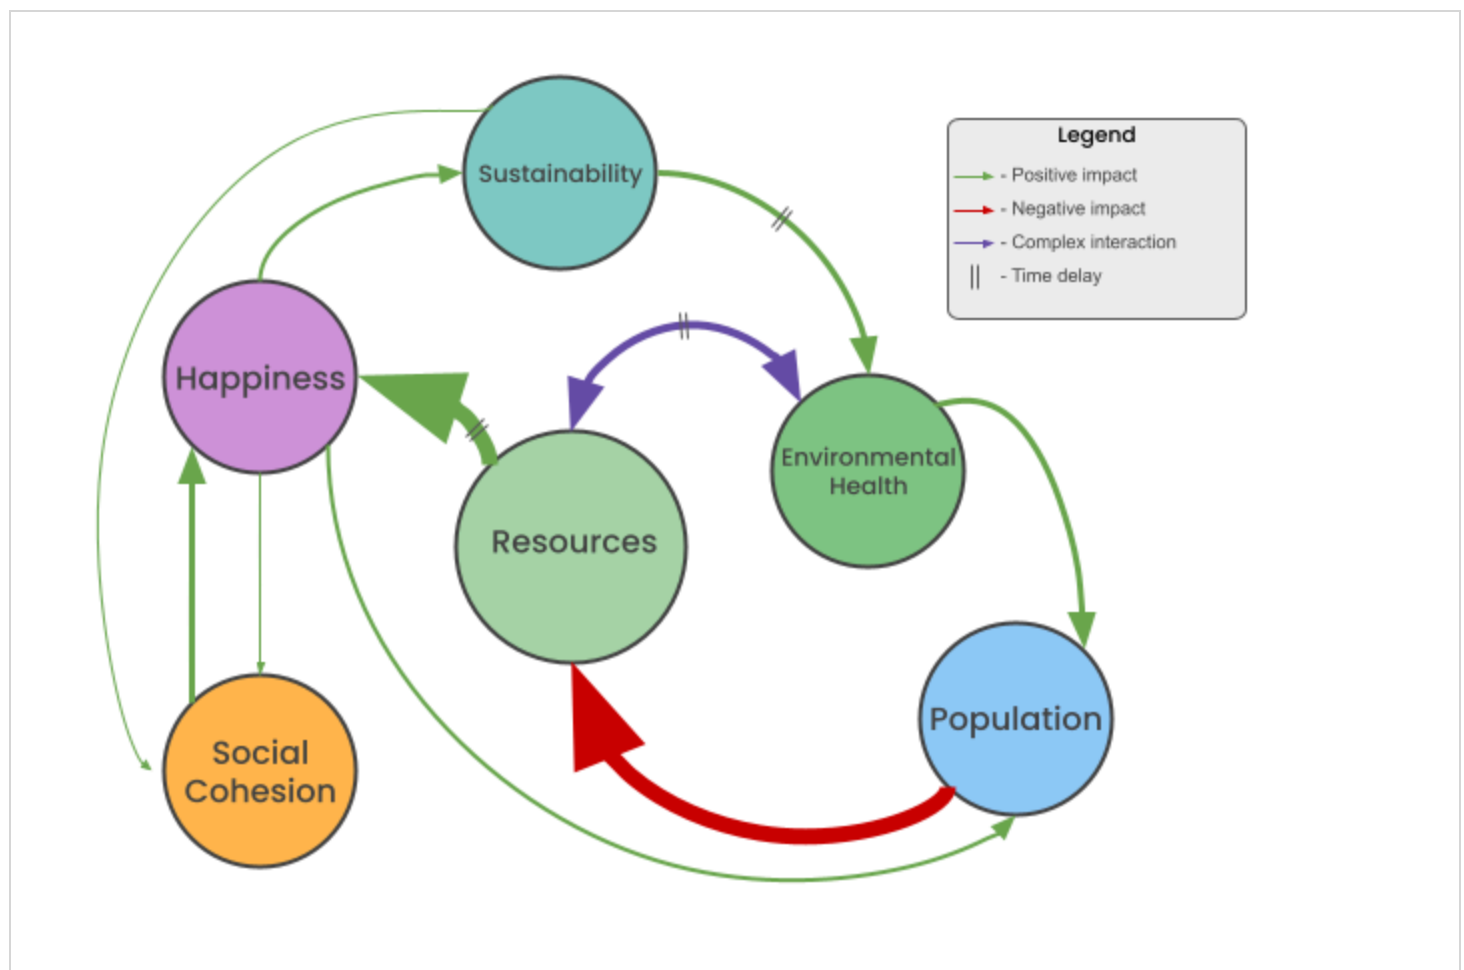 Sustainability
Legend
- Positive impact
- Negative impact
- Complex interaction
- Time delay
Happiness
Environmental
Health
Resources
Population
Social
Cohesion